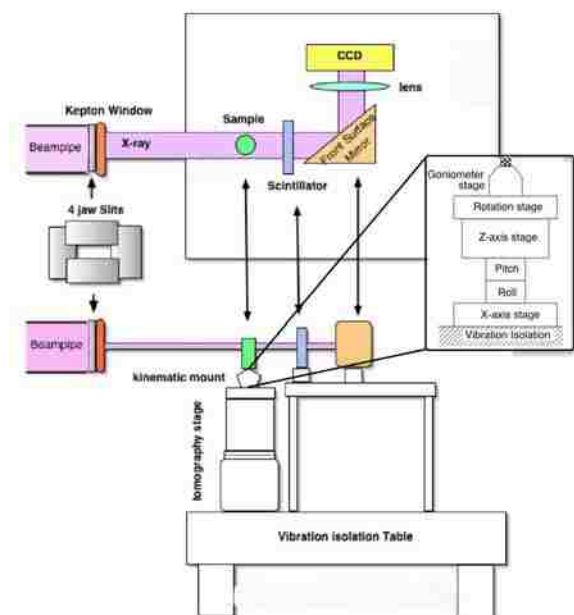 CCD
lens
Kepton Window
Sample
Beampipe
X-ray
Front Surface
Mirror
Scintillator
4 jaw Slits
Goniometer
stage
Rotation stage
Z-axis stage
Pitch
Roll
X-axis stage
Vibration Isolation
Beampipe
kinematic mount
tomography stage
Vibration isolation Table